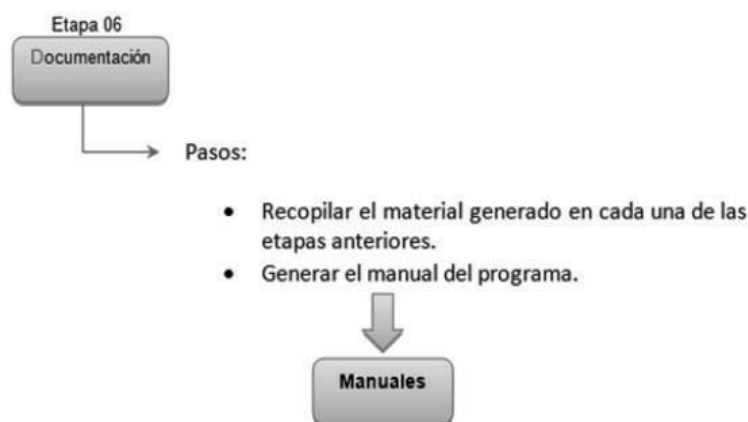 Etapa 06
Documentación
Pasos:
• Recopilar el material generado en cada una de las
etapas anteriores.
• Generar el manual del programa.
Manuales